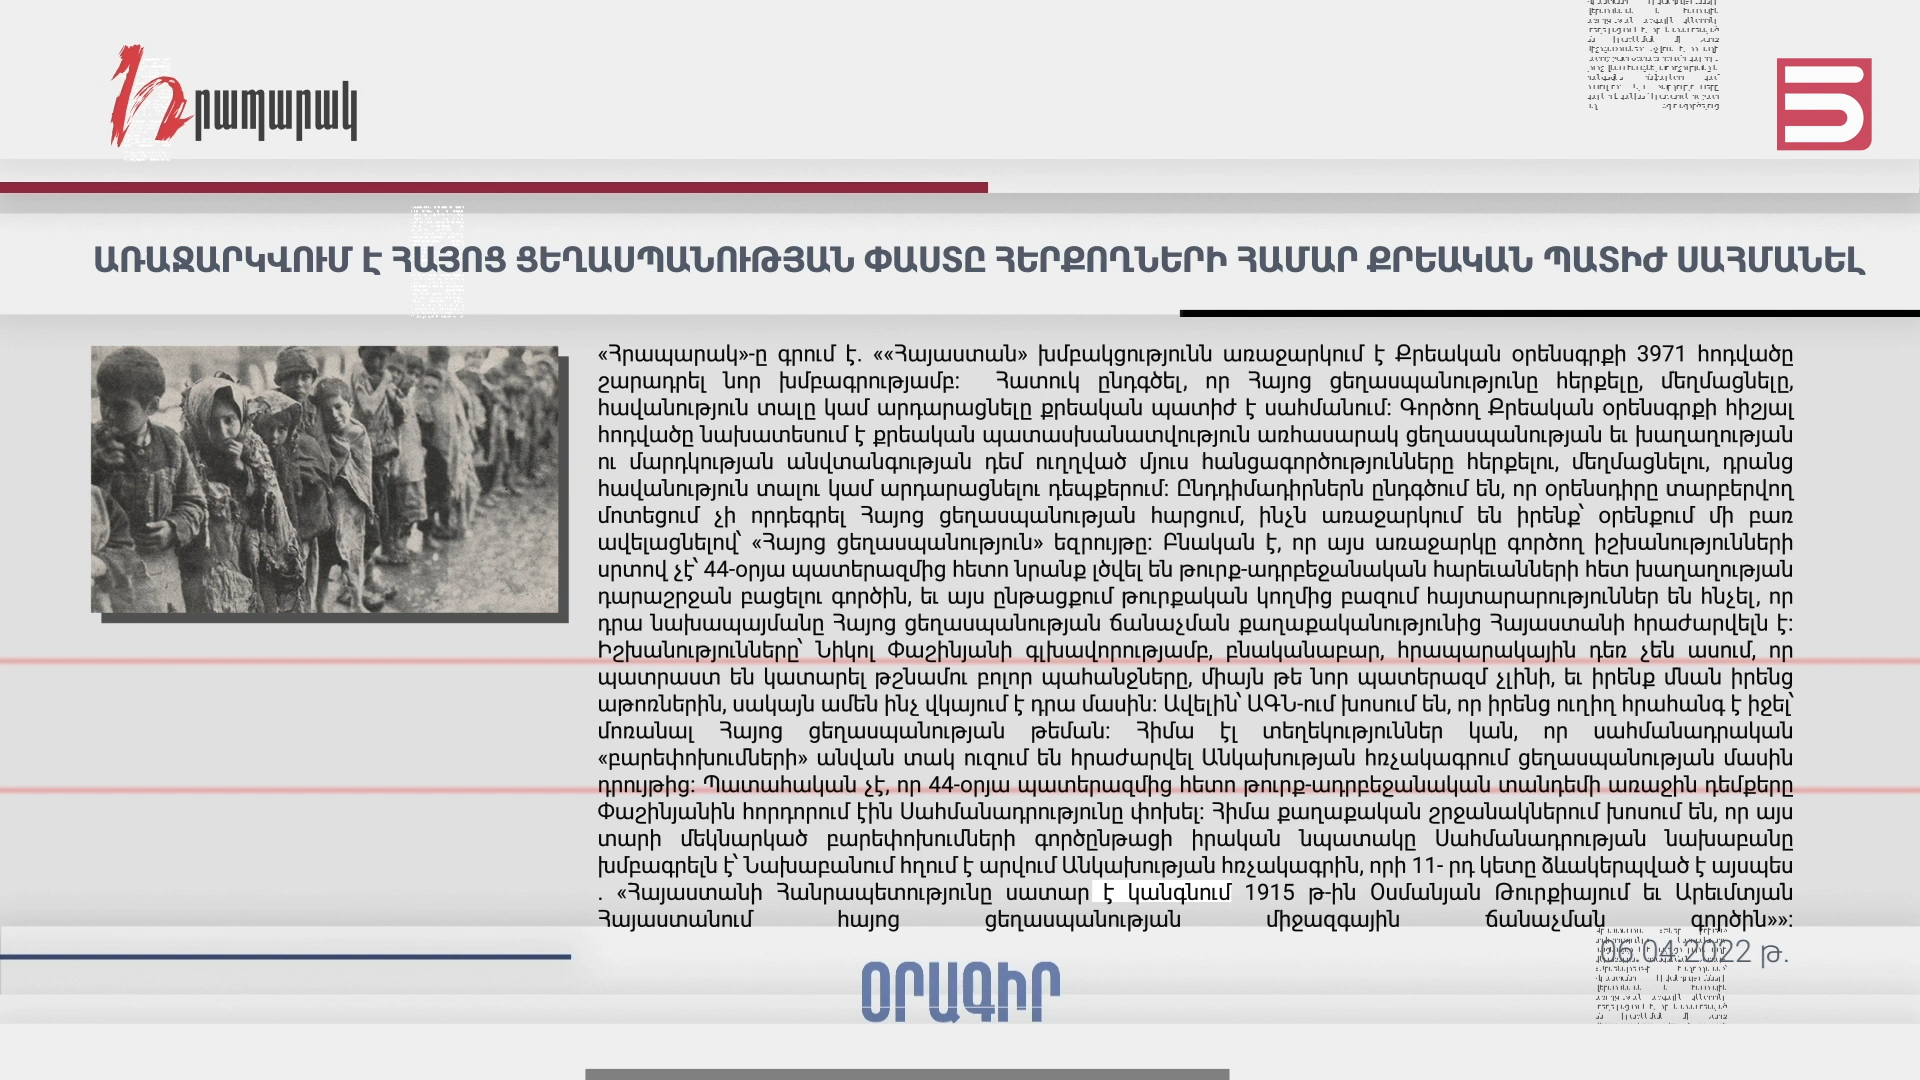 Հրապարակ
ԱՌԱՋԱՐԿՎՈՒՄ Է ՀԱՅՈՑ ՑԵՂԱՍՊԱՆՈՒԹՅԱՆ ՓԱՍՏԸ ՀԵՐՔՈՂՆԵՐԻ ՀԱՄԱՐ ՔՐԵԱԿԱՆ ՊԱՏԻԺ ՍԱՀՄԱՆԵԼ
«Հրապարակ»-ը գրում է. ««Հայաստան» խմբակցությունն առաջարկում է Քրեական օրենսգրքի 3971 հոդվածը
շարադրել նոր խմբագրությամբ: Հատուկ ընդգծել, որ Հայոց ցեղասպանությունը հերքելը, մեղմացնելը,
հավանություն տալը կամ արդարացնելը քրեական պատիժ է սահմանում: Գործող Քրեական օրենսգրքի հիշյալ
հոդվածը նախատեսում է քրեական պատասխանատվություն առհասարակ ցեղասպանության եւ խաղաղության
ու մարդկության անվտանգության դեմ ուղղված մյուս հանցագործությունները հերքելու, մեղմացնելու, դրանց
հավանություն տալու կամ արդարացնելու դեպքերում: Ընդդիմադիրներն ընդգծում են, որ օրենսդիրը տարբերվող
մոտեցում չի որդեգրել Հայոց ցեղասպանության հարցում, ինչն առաջարկում են իրենք՝ օրենքում մի բառ
ավելացնելով՝ «Հայոց ցեղասպանություն» եզրույթը: Բնական է, որ այս առաջարկը գործող իշխանությունների
սրտով չէ՝ 44-օրյա պատերազմից հետո նրանք լծվել են թուրք-ադրբեջանական հարեւանների հետ խաղաղության
դարաշրջան բացելու գործին, եւ այս ընթացքում թուրքական կողմից բազում հայտարարություններ են հնչել, որ
դրա նախապայմանը Հայոց ցեղասպանության ճանաչման քաղաքականությունից Հայաստանի հրաժարվելն է:
Իշխանությունները՝ Նիկոլ Փաշինյանի գլխավորությամբ, բնականաբար, հրապարակային դեռ չեն ասում, որ
պատրաստ են կատարել թշնամու բոլոր պահանջները, միայն թե նոր պատերազմ չլինի, եւ իրենք մնան իրենց
աթոռներին, սակայն ամեն ինչ վկայում է դրա մասին: Ավելին՝ ԱԳՆ-ում խոսում են, որ իրենց ուղիղ հրահանգ է իջել՝
մոռանալ Հայոց ցեղասպանության թեման: Հիմա էլ տեղեկություններ կան, որ սահմանադրական
«բարեփոխումների» անվան տակ ուզում են հրաժարվել Անկախության հռչակագրում ցեղասպանության մասին
դրույթից: Պատահական չէ, որ 44-օրյա պատերազմից հետո թուրք-ադրբեջանական տանդեմի առաջին դեմքերը
Փաշինյանին հորդորում էին Սահմանադրությունը փոխել: Հիմա քաղաքական շրջանակներում խոսում են, որ այս
տարի մեկնարկած բարեփոխումների գործընթացի իրական նպատակը Սահմանադրության նախաբանը
խմբագրելն է՝ Նախաբանում հղում է արվում Անկախության հռչակագրին, որի 11- րդ կետը ձևակերպված է այսպես
. «Հայաստանի Հանրապետությունը սատար է կանգնում 1915 թ-ին Օսմանյան Թուրքիայում եւ Արեւմտյան
Հայաստանում հայոց ցեղասպանության միջազգային ճանաչման գործին»»:
06.04.2022 թ.
ՕՐԱԳԻՐ